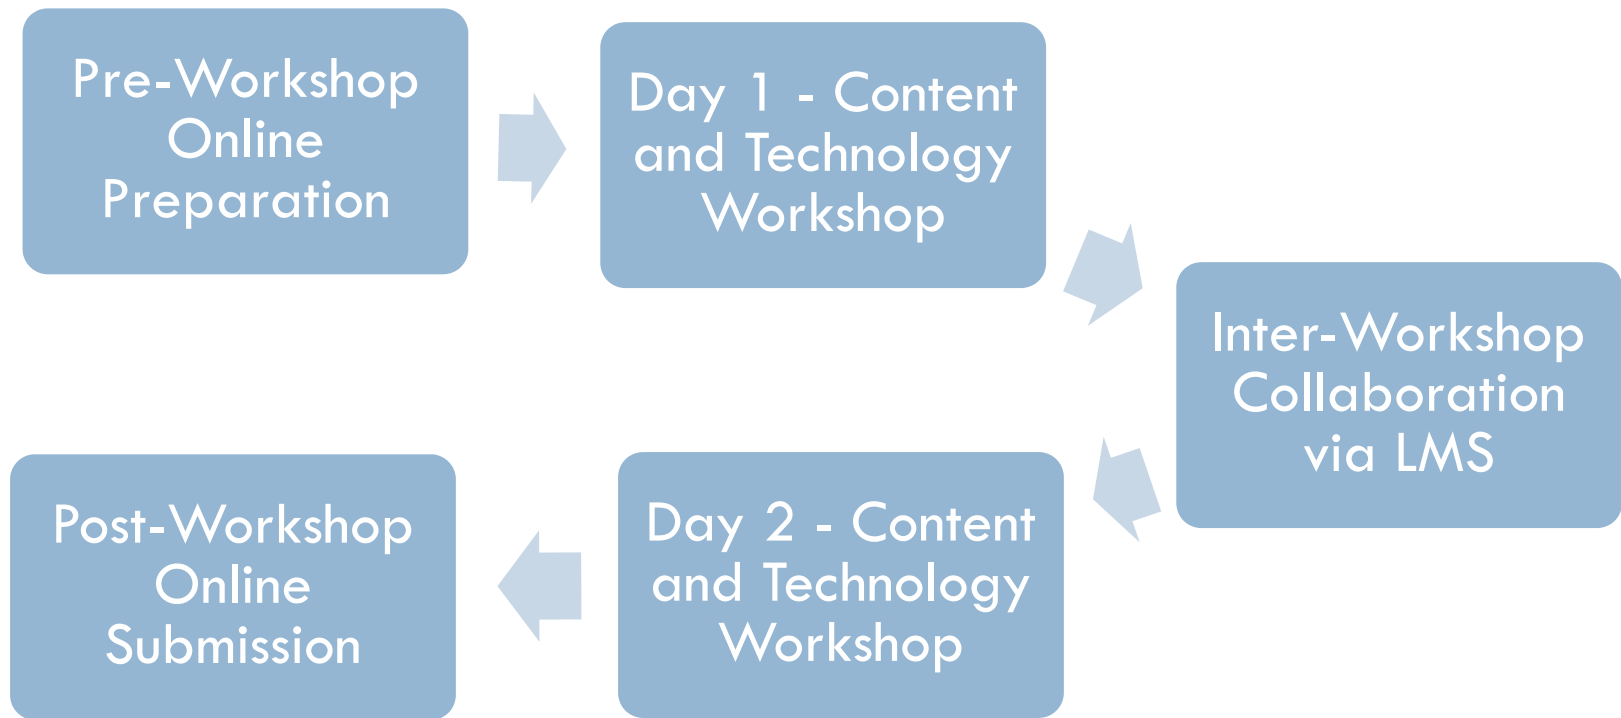 Pre-Workshop
Online
Preparation
Day 1 - Content
and Technology
Workshop
Inter-Workshop
Collaboration
via LMS
Day 2 - Content
and Technology
Workshop
Post-Workshop
Online
Submission